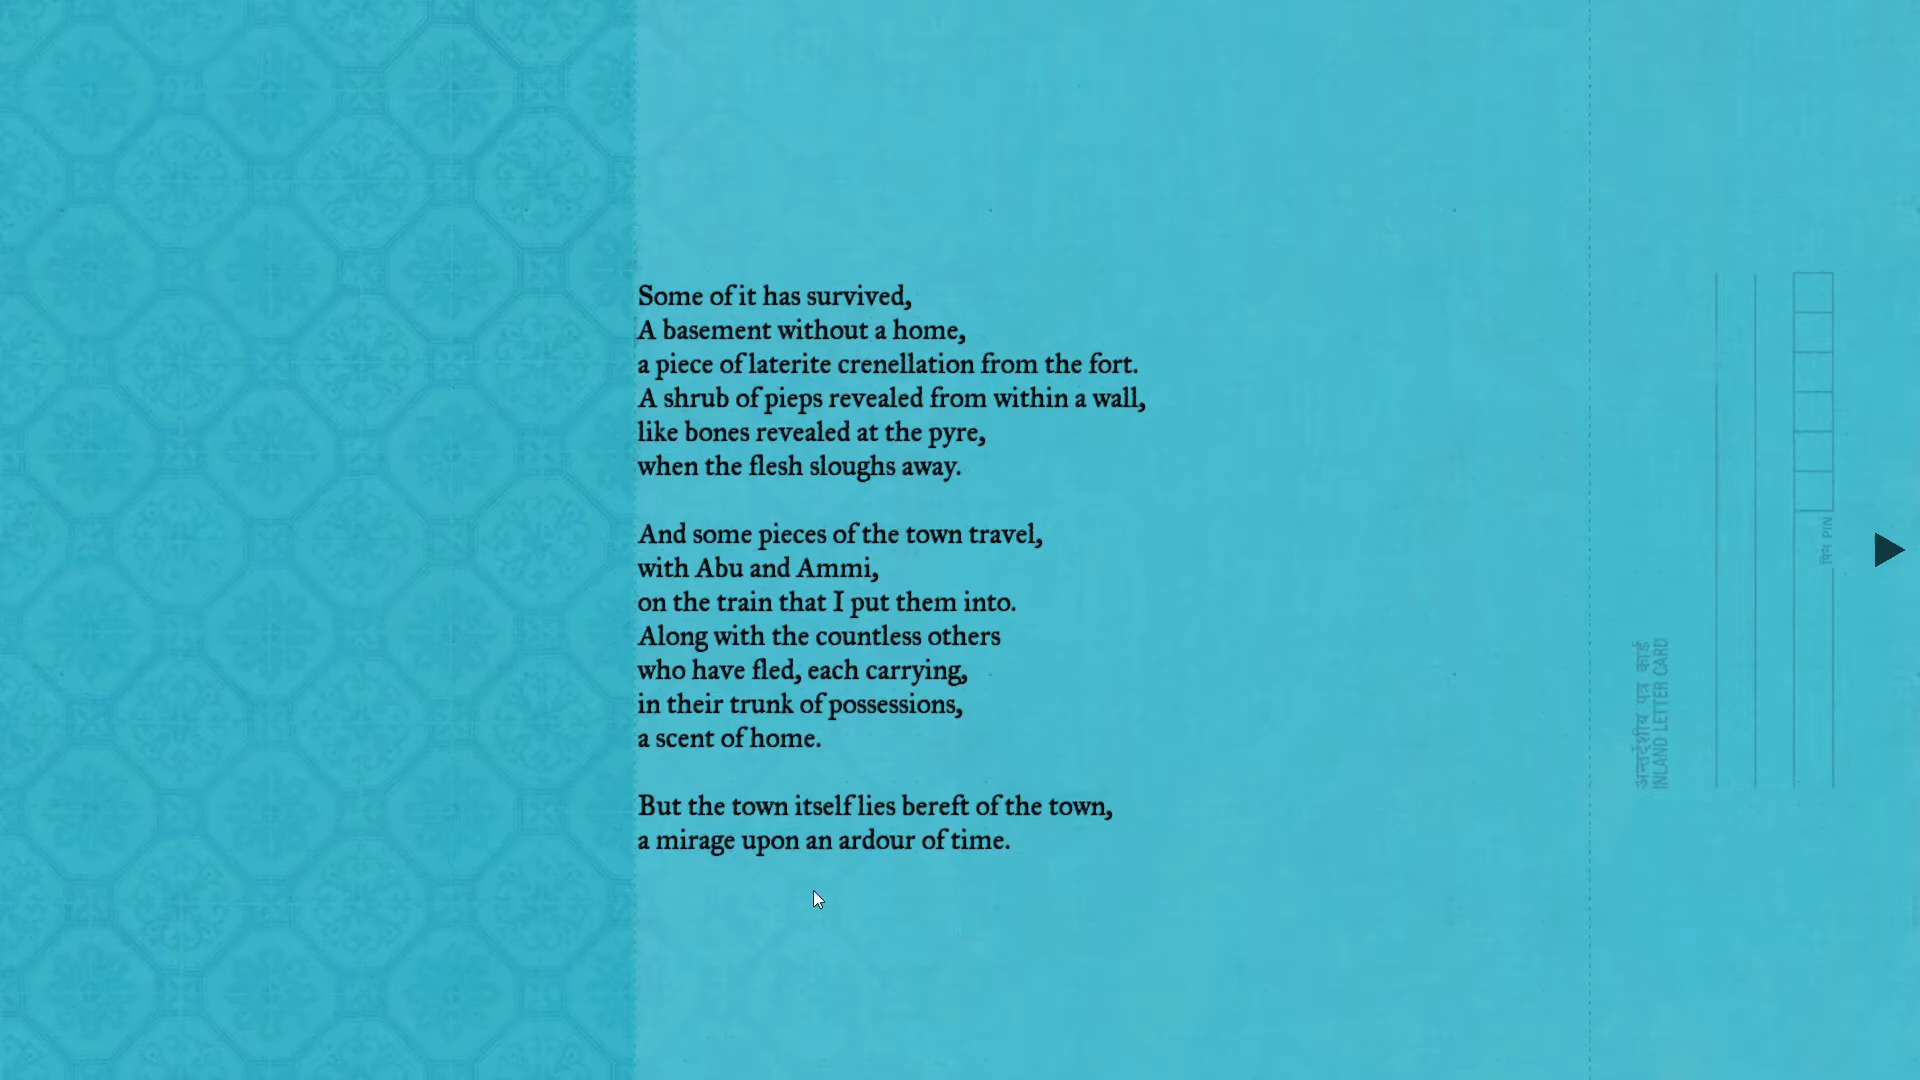 Some of it has survived,
A basement without a home,
a piece of laterite crenellation from the fort.
A shrub of pieps revealed from within a wall,
like bones revealed at the pyre,
when the flesh sloughs away.
And some pieces of the town travel,
with Abu and Ammi,
on the train that I put them into.
Along with the countless others
who have fled, each carrying,
in their trunk of possessions,
a scent of home.
But the town itself lies bereft of the town,
a mirage upon an ardour of time.
अन्तर्देशीय पत्र कार्ड
INLAND LETTER CARD
पिन PIN